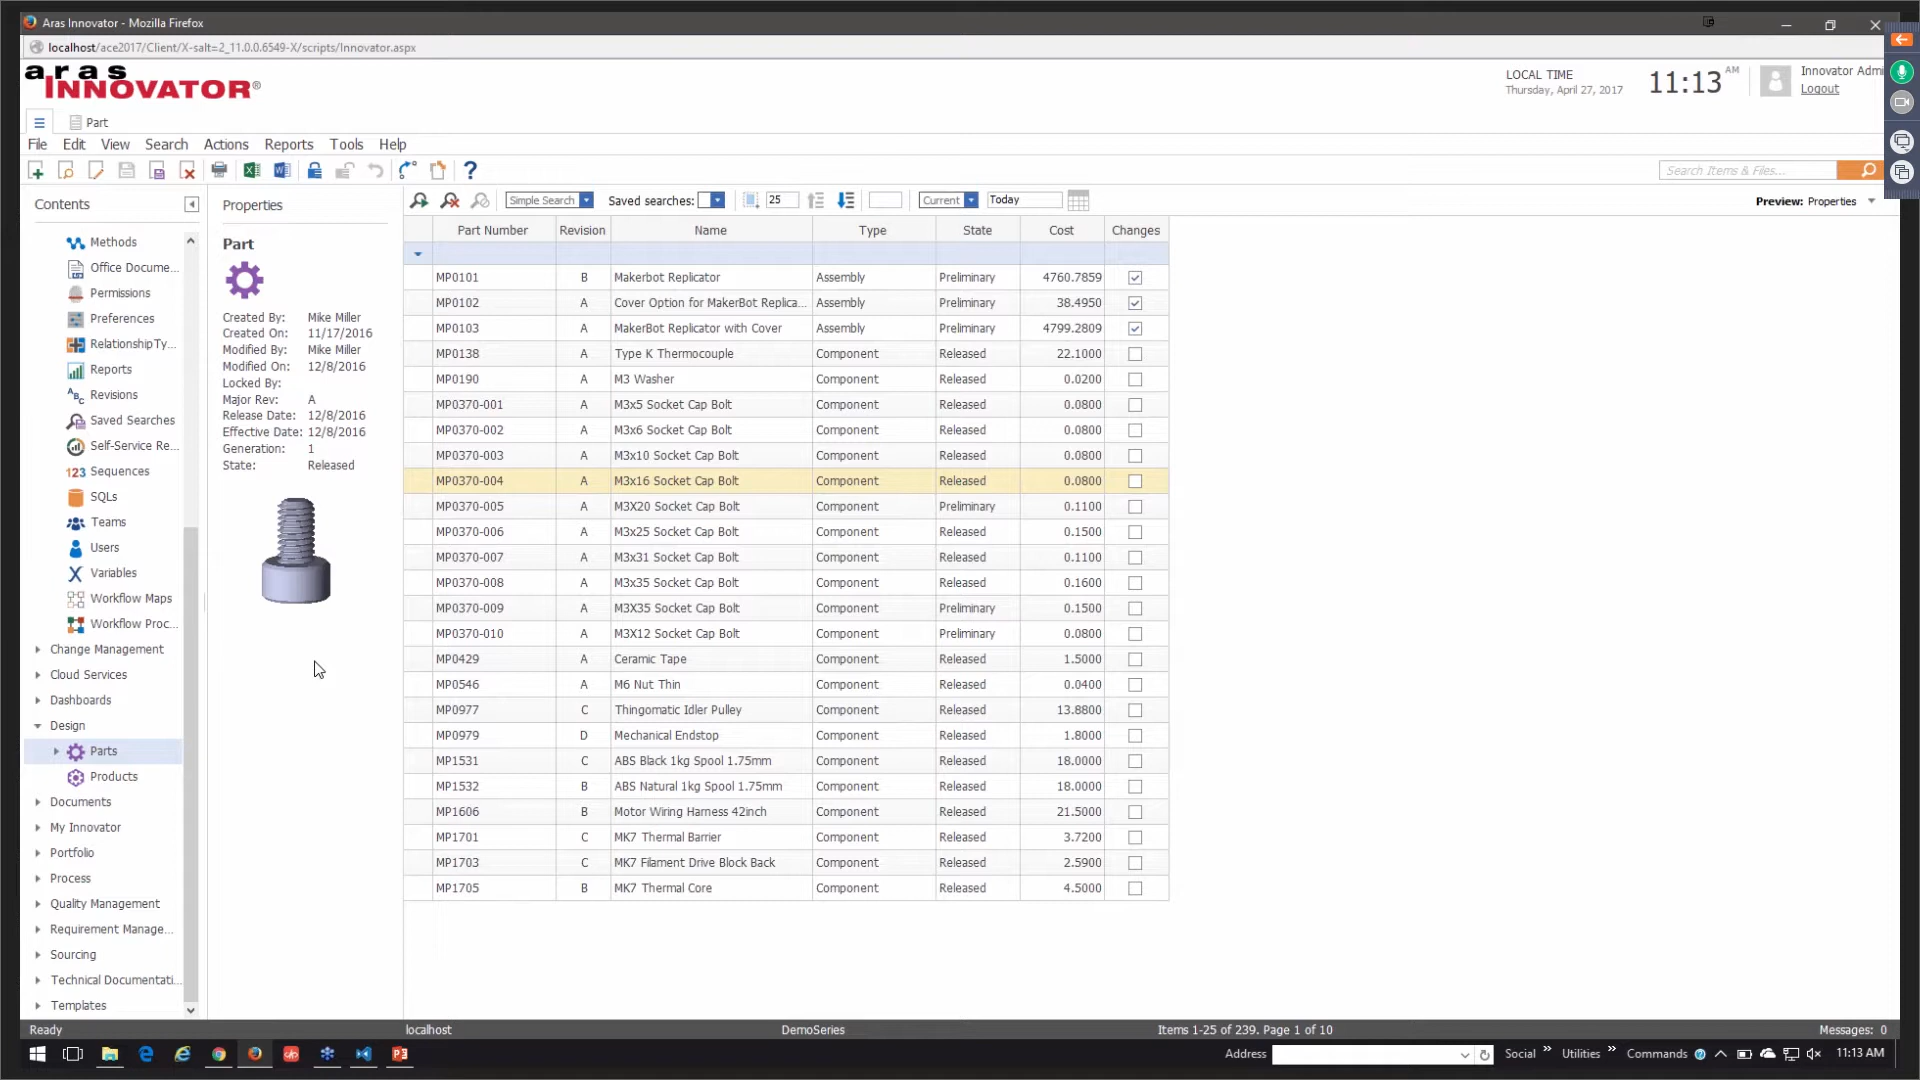 Aras Innovator - Mozilla Firefox
localhost/ace2017/Client/X-salt=2_11.0.0.6549-X/scripts/Innovator.aspx
aras
INNOVATOR®
LOCAL TIME
Thursday, April 27, 2017
11:13 AM
Innovator Admi
Logout
Part
File Edit View Search Actions Reports Tools Help
Search Items & Files...
Contents
Properties
Simple Search Saved searches: 25 Current Today
Preview: Properties
Methods
Office Docume...
Permissions
Preferences
RelationshipTy...
Reports
Revisions
Saved Searches
Self-Service Re...
123 Sequences
SQLs
Teams
Users
Variables
Workflow Maps
Workflow Proc...
Change Management
Cloud Services
Dashboards
Design
Parts
Products
Documents
My Innovator
Portfolio
Process
Quality Management
Requirement Manage...
Sourcing
Technical Documentati...
Templates
Part
Created By: Mike Miller
Created On: 11/17/2016
Modified By: Mike Miller
Modified On: 12/8/2016
Locked By:
Major Rev: A
Release Date: 12/8/2016
Effective Date: 12/8/2016
Generation: 1
State: Released
Part Number Revision Name Type State Cost Changes
MP0101 B Makerbot Replicator Assembly Preliminary 4760.7859
MP0102 A Cover Option for MakerBot Replica... Assembly Preliminary 38.4950
MP0103 A MakerBot Replicator with Cover Assembly Preliminary 4799.2809
MP0138 A Type K Thermocouple Component Released 22.1000
MP0190 A M3 Washer Component Released 0.0200
MP0370-001 A M3x5 Socket Cap Bolt Component Released 0.0800
MP0370-002 A M3x6 Socket Cap Bolt Component Released 0.0800
MP0370-003 A M3x10 Socket Cap Bolt Component Released 0.0800
MP0370-004 A M3x16 Socket Cap Bolt Component Released 0.0800
MP0370-005 A M3X20 Socket Cap Bolt Component Preliminary 0.1100
MP0370-006 A M3x25 Socket Cap Bolt Component Released 0.1500
MP0370-007 A M3x31 Socket Cap Bolt Component Released 0.1100
MP0370-008 A M3x35 Socket Cap Bolt Component Released 0.1600
MP0370-009 A M3X35 Socket Cap Bolt Component Preliminary 0.1500
MP0370-010 A M3X12 Socket Cap Bolt Component Preliminary 0.0800
MP0429 A Ceramic Tape Component Released 1.5000
MP0546 A M6 Nut Thin Component Released 0.0400
MP0977 C Thingomatic Idler Pulley Component Released 13.8800
MP0979 D Mechanical Endstop Component Released 1.8000
MP1531 C ABS Black 1kg Spool 1.75mm Component Released 18.0000
MP1532 B ABS Natural 1kg Spool 1.75mm Component Released 18.0000
MP1606 B Motor Wiring Harness 42inch Component Released 21.5000
MP1701 C MK7 Thermal Barrier Component Released 3.7200
MP1703 C MK7 Filament Drive Block Back Component Released 2.5900
MP1705 B MK7 Thermal Core Component Released 4.5000
Ready localhost DemoSeries Items 1-25 of 239. Page 1 of 10 Messages: 0
Address Social Utilities Commands 11:13 AM